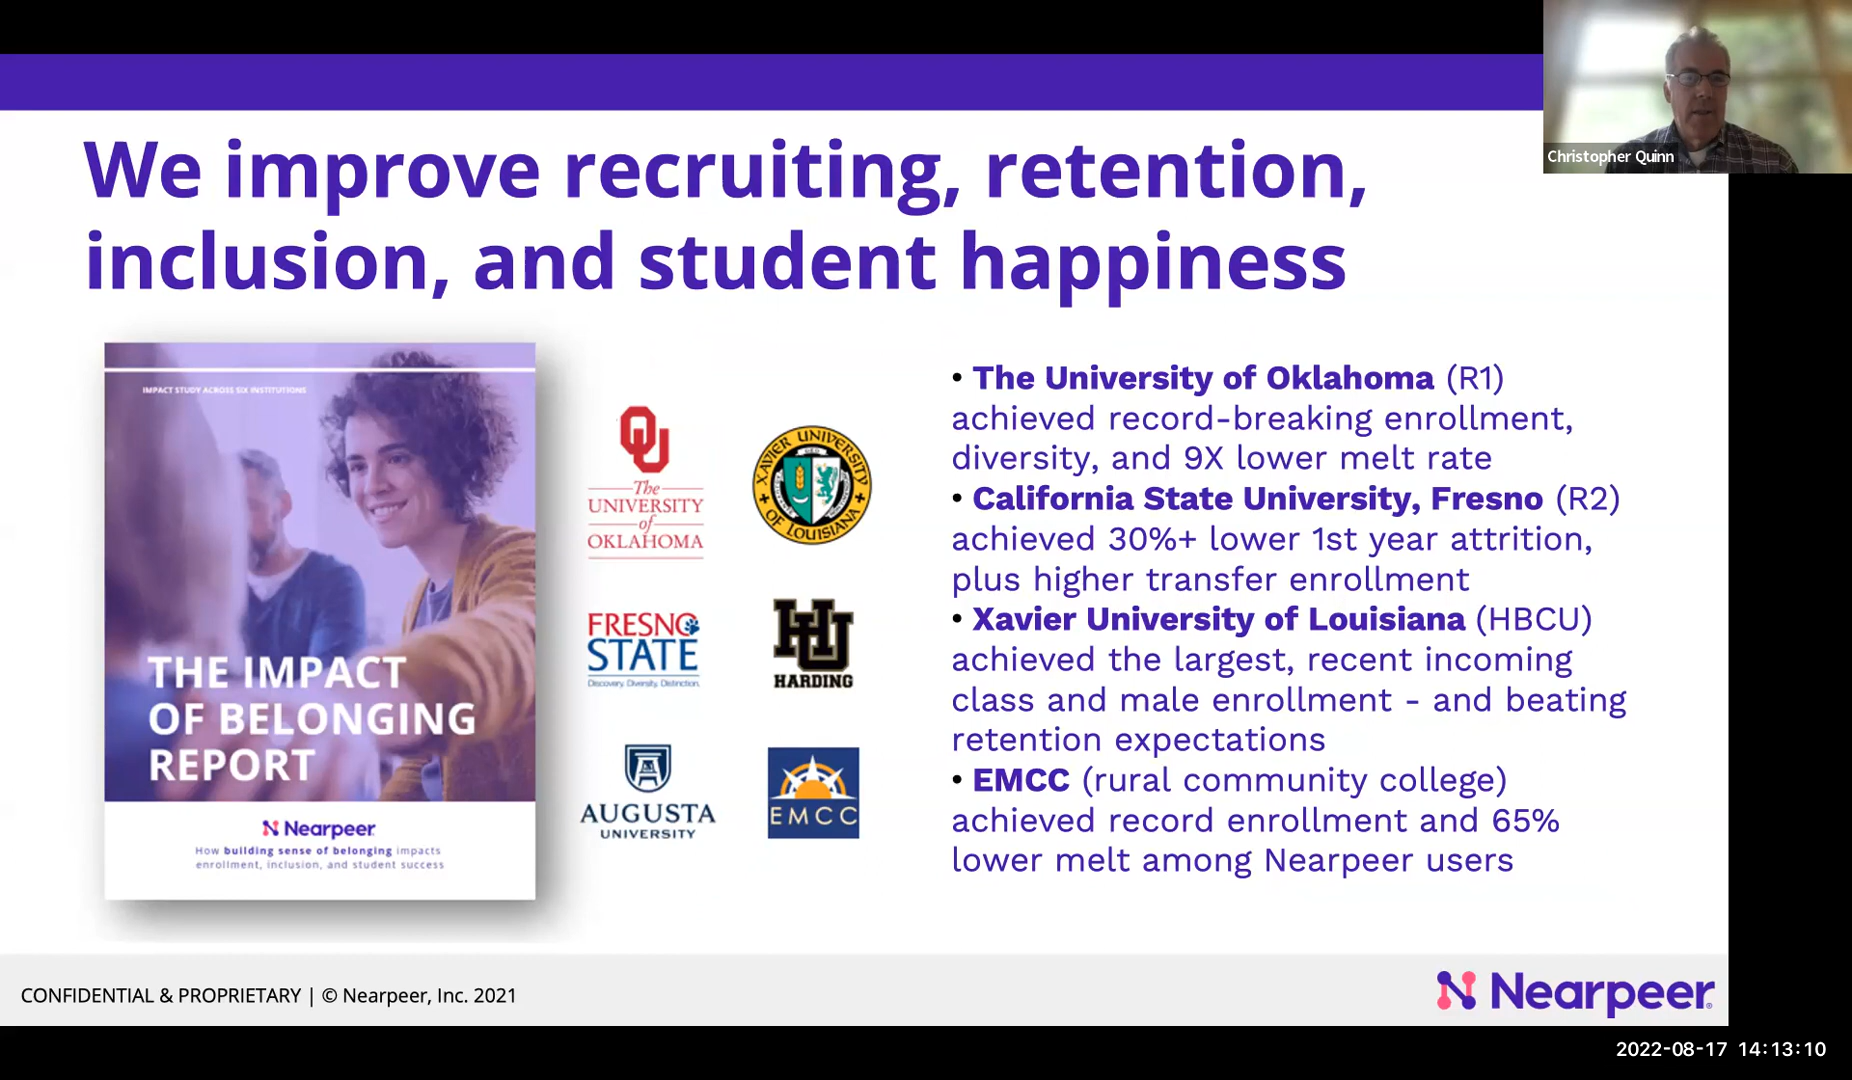 Christopher Quinn
We improve recruiting, retention,
inclusion, and student happiness
IMPACT STUDY ACROSS SIX INSTITUTIONS
THE IMPACT
OF BELONGING
REPORT
Nearpeer
How building sense of belonging impacts
enrollment, inclusion, and student success
OU
The
UNIVERSITY
of
OKLAHOMA
XAVIER UNIVERSITY
OF LOUISIANA
FRESNO
STATE
Discovery. Diversity. Distinction.
HU
HARDING
AUGUSTA
UNIVERSITY
EMCC
• The University of Oklahoma (R1)
achieved record-breaking enrollment,
diversity, and 9X lower melt rate
• California State University, Fresno (R2)
achieved 30%+ lower 1st year attrition,
plus higher transfer enrollment
• Xavier University of Louisiana (HBCU)
achieved the largest, recent incoming
class and male enrollment - and beating
retention expectations
• EMCC (rural community college)
achieved record enrollment and 65%
lower melt among Nearpeer users
CONFIDENTIAL & PROPRIETARY | © Nearpeer, Inc. 2021
Nearpeer®
2022-08-17 14:13:10